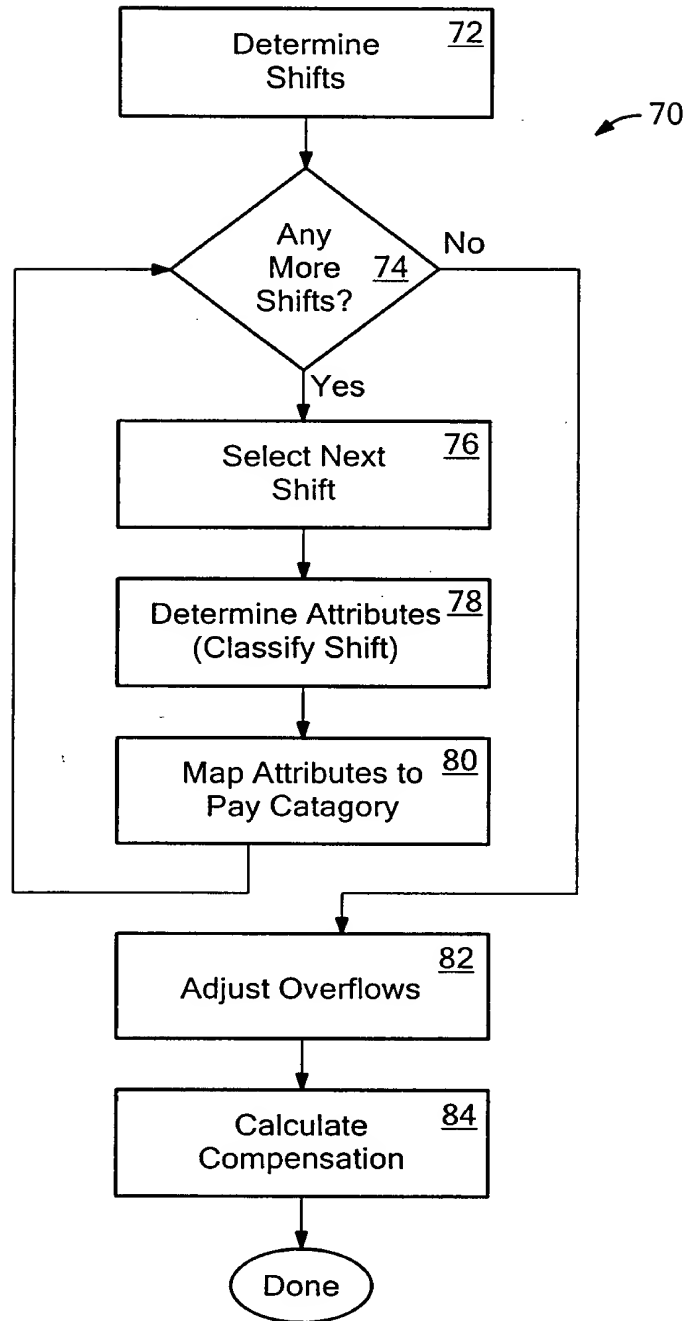 72
Determine
Shifts
70
Any
More
Shifts?
74
No
Yes
76
Select Next
Shift
78
Determine Attributes
(Classify Shift)
80
Map Attributes to
Pay Catagory
82
Adjust Overflows
84
Calculate
Compensation
Done